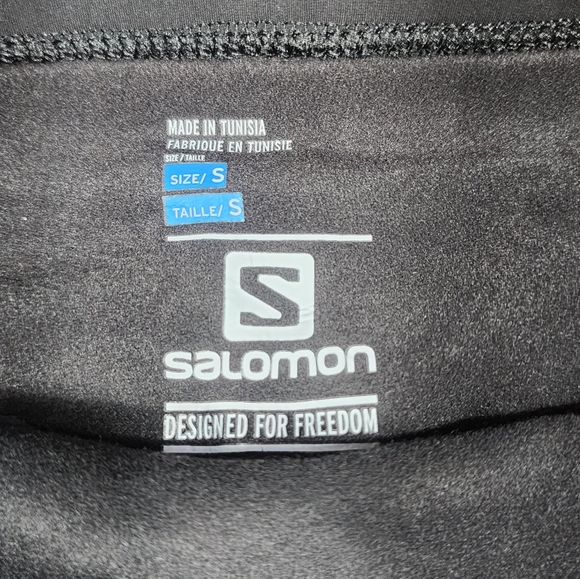 MADE IN TUNISIA
FABRIQUE EN TUNISIE
SIZE / TAILLE
SIZE/ S
TAILLE/ S
S
SALOMON
DESIGNED FOR FREEDOM